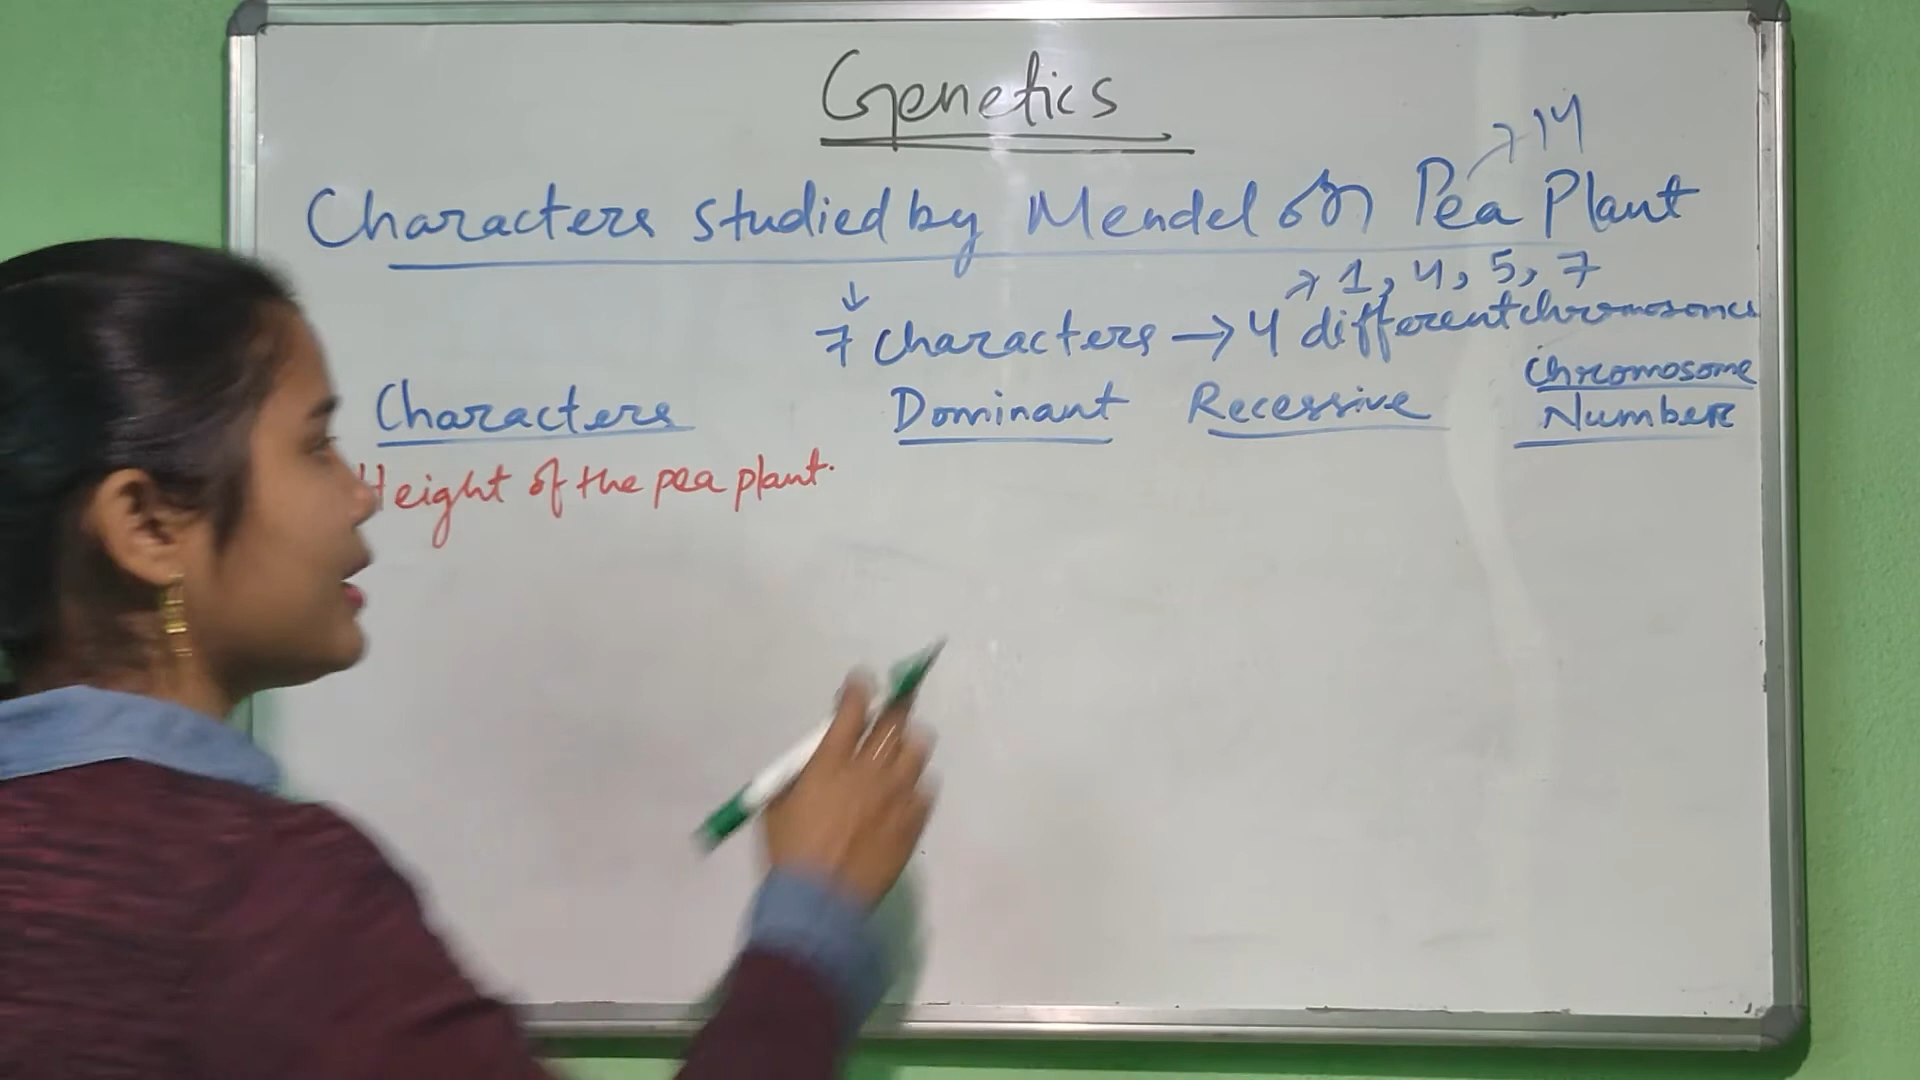 Genetics
→ 14
Characters studied by Mendel on Pea Plant
↓
→ 1, 4, 5, 7
7 characters → 4 different chromosomes
Characters Dominant Recessive Chromosome Number
Height of the pea plant.